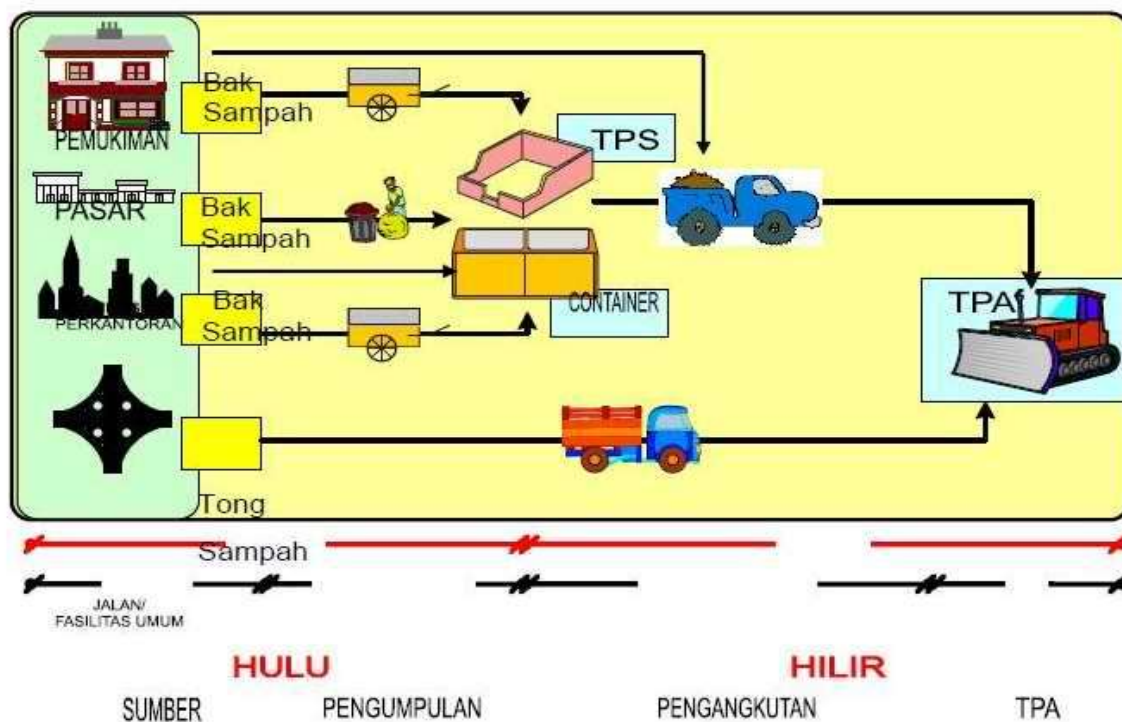 Bak
Sampah
PEMUKIMAN
TPS
PASAR
Bak
Sampah
CONTAINER
PERKANTORAN
Bak
Sampah
TPA
Tong
Sampah
JALAN/
FASILITAS UMUM
HULU
HILIR
SUMBER
PENGUMPULAN
PENGANGKUTAN
TPA